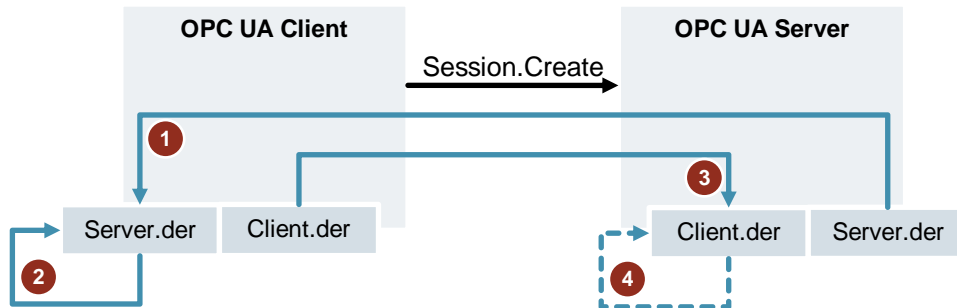 OPC UA Client
OPC UA Server
Session.Create
1
3
Server.der
Client.der
Client.der
Server.der
2
4